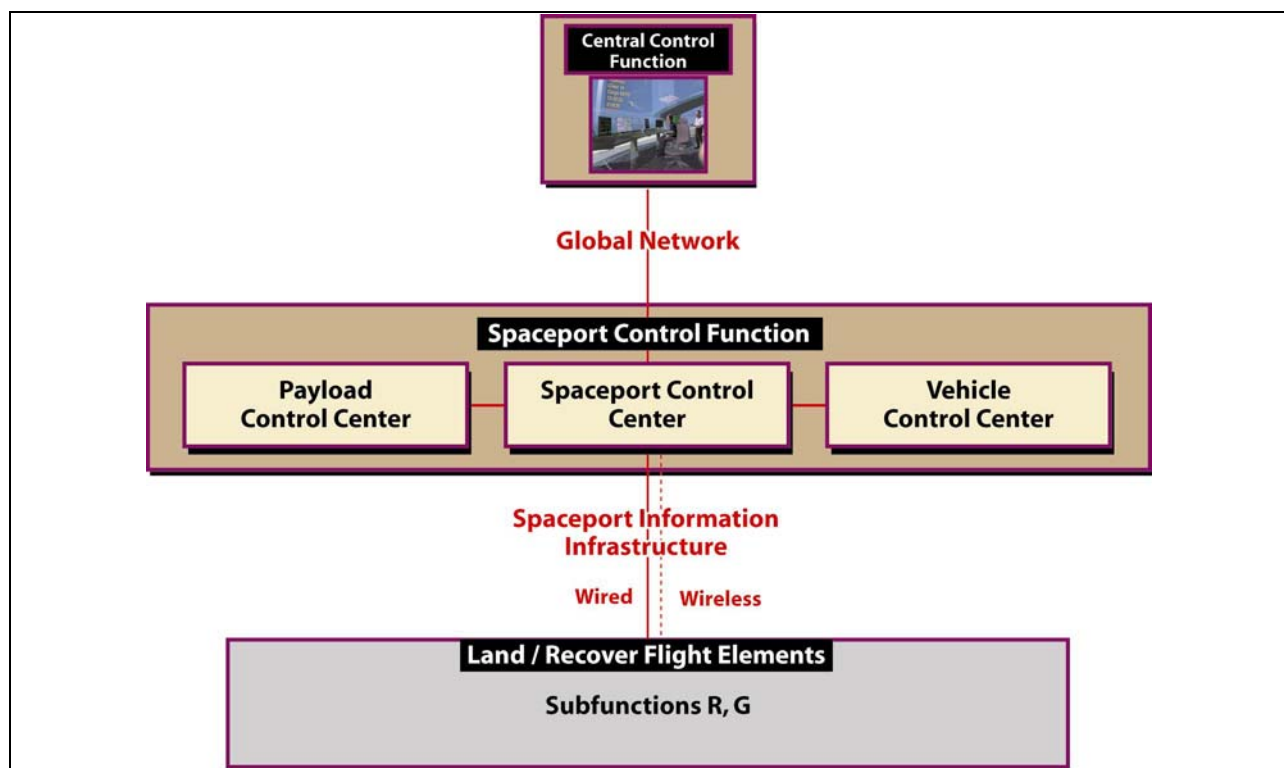 Central Control
Function
Global Network
Spaceport Control Function
Payload
Control Center
Spaceport Control
Center
Vehicle
Control Center
Spaceport Information
Infrastructure
Wired
Wireless
Land / Recover Flight Elements
Subfunctions R, G